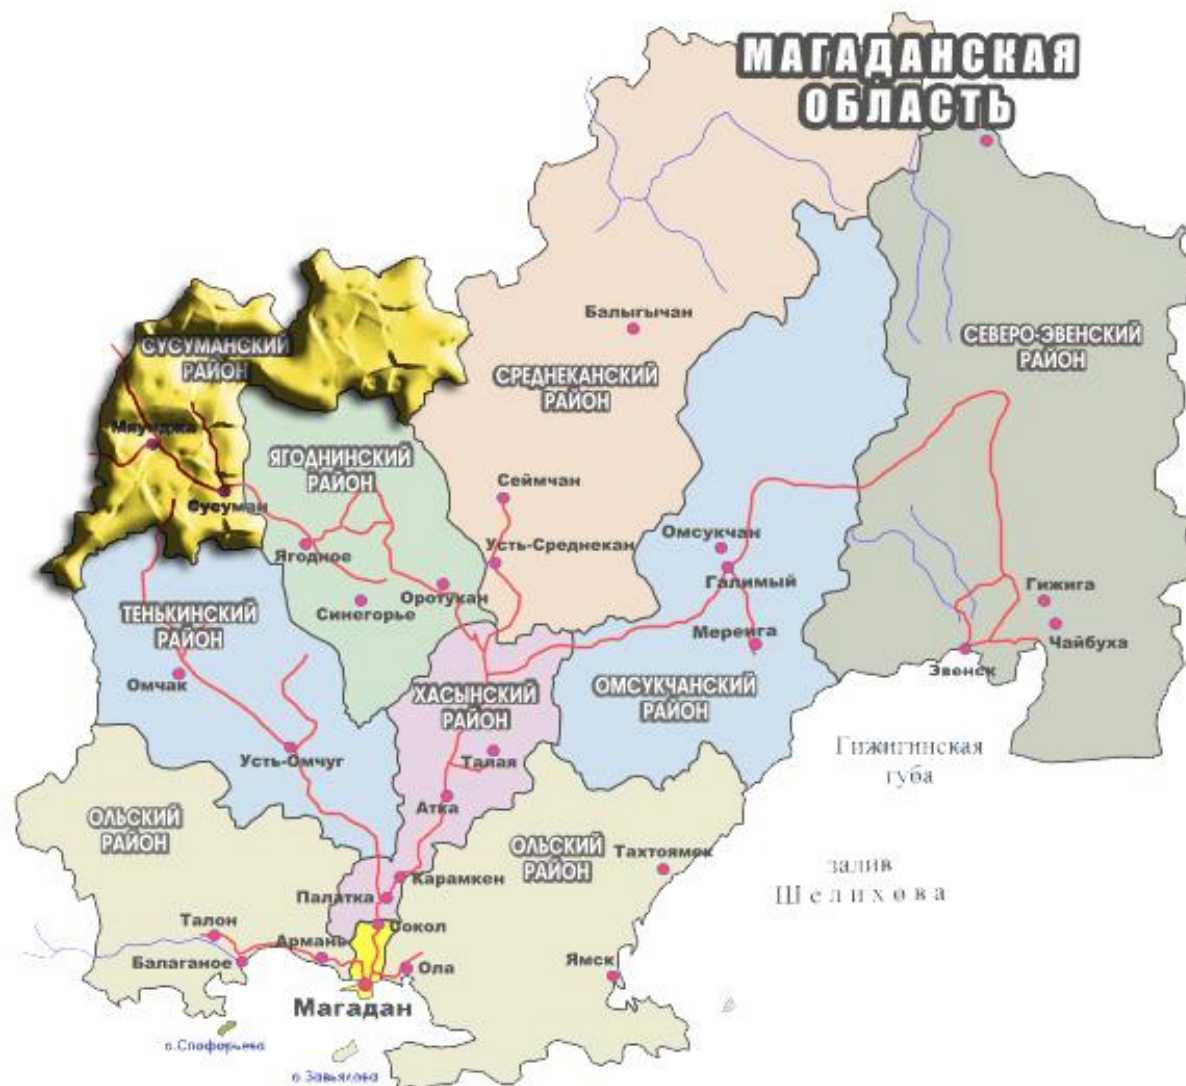 МАГАДАНСКАЯ
ОБЛАСТЬ
Балыгычан
СУСУМАНСКИЙ
РАЙОН
СЕВЕРО-ЭВЕНСКИЙ
РАЙОН
СРЕДНЕКАНСКИЙ
РАЙОН
Мяунджа
ЯГОДНИНСКИЙ
РАЙОН
Сеймчан
Сусуман
Усть-Среднекан
Омсукчан
Ягодное
Галимый
Гижига
Оротукан
Синегорье
ТЕНЬКИНСКИЙ
РАЙОН
Меренга
Чайбуха
Эвенск
Омчак
ХАСЫНСКИЙ
РАЙОН
ОМСУКЧАНСКИЙ
РАЙОН
Усть-Омчуг
Талая
Гижигинская
губа
Атка
ОЛЬСКИЙ
РАЙОН
ОЛЬСКИЙ
РАЙОН
Тахтоямск
залив
Шелихова
Карамкен
Палатка
Талон
Сокол
Армань
Балаганое
Ола
Ямск
Магадан
о.Спафарьева
о.Завьялова